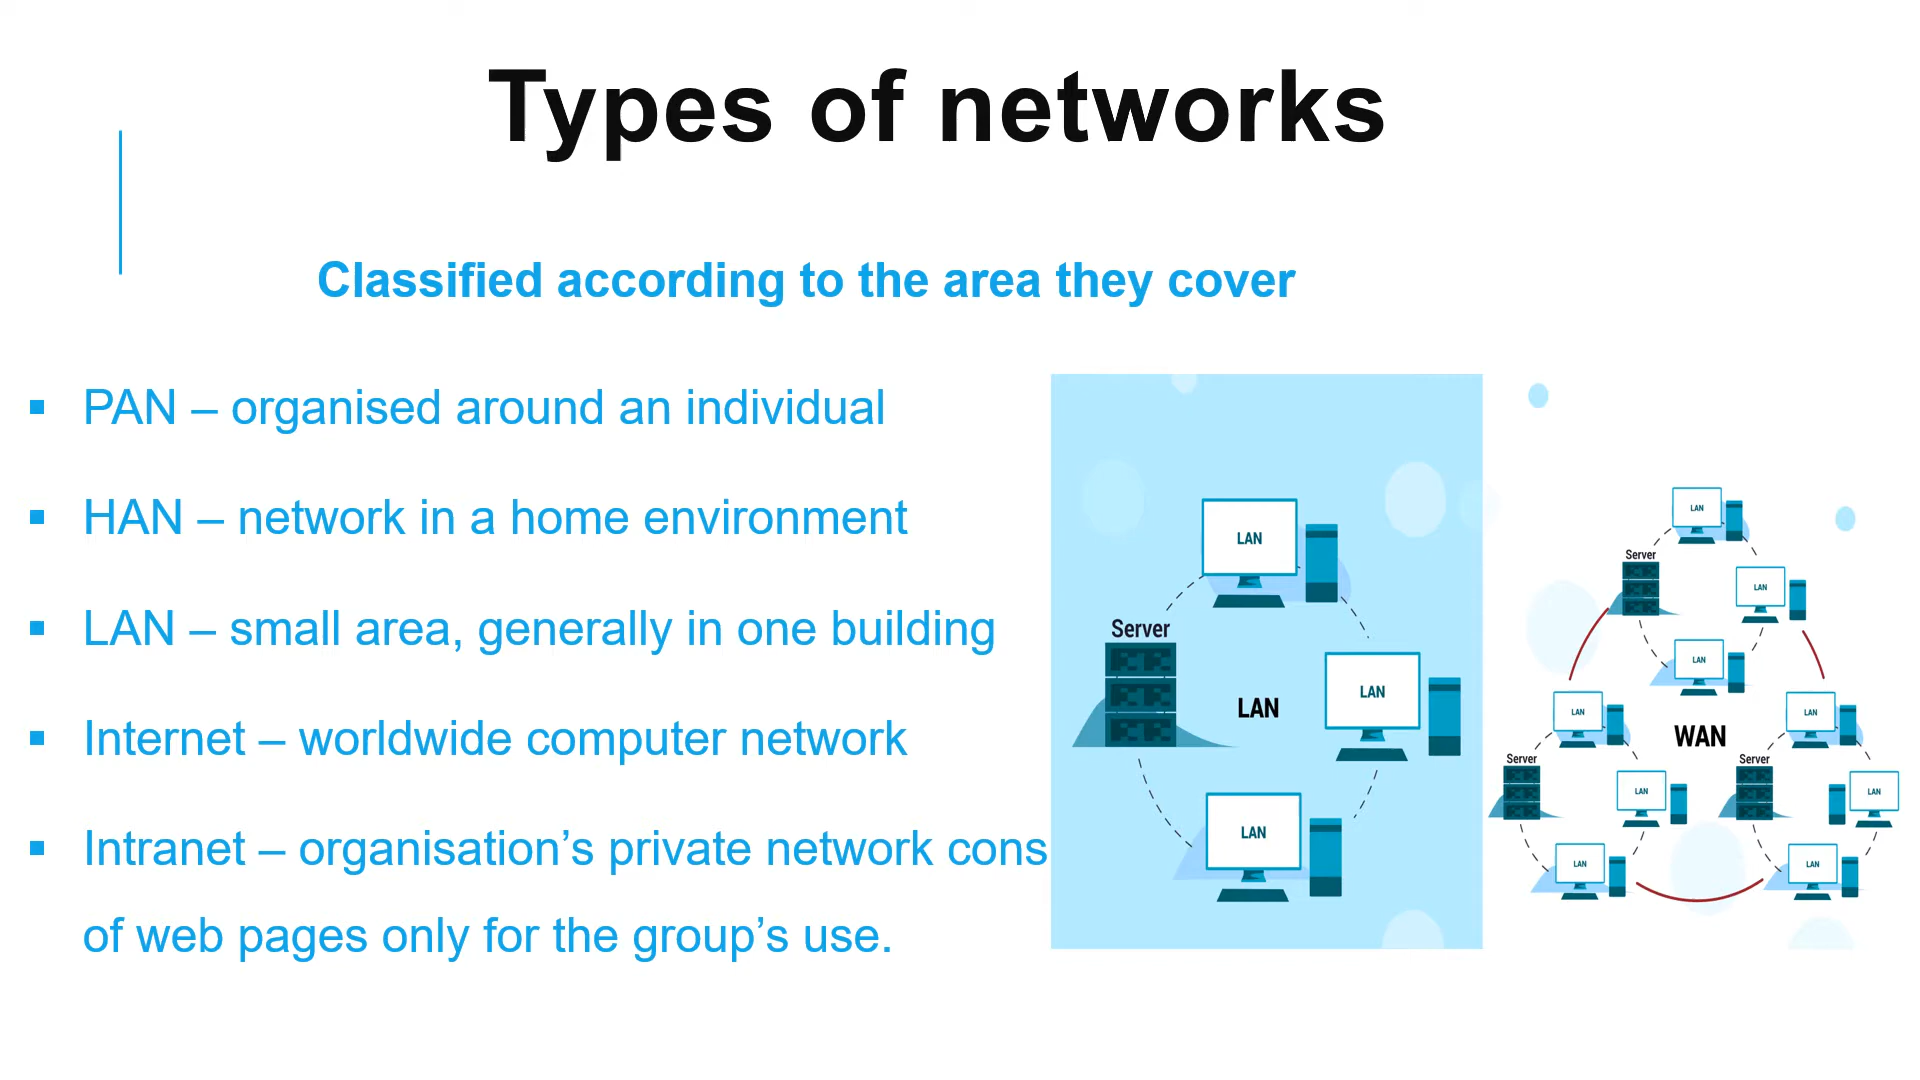 Types of networks
Classified according to the area they cover
▪ PAN – organised around an individual
▪ HAN – network in a home environment
▪ LAN – small area, generally in one building
▪ Internet – worldwide computer network
▪ Intranet – organisation’s private network cons
of web pages only for the group’s use.
LAN
Server
LAN
LAN
LAN
LAN
Server
LAN
LAN
LAN
LAN
WAN
Server
Server
LAN
LAN
LAN
LAN